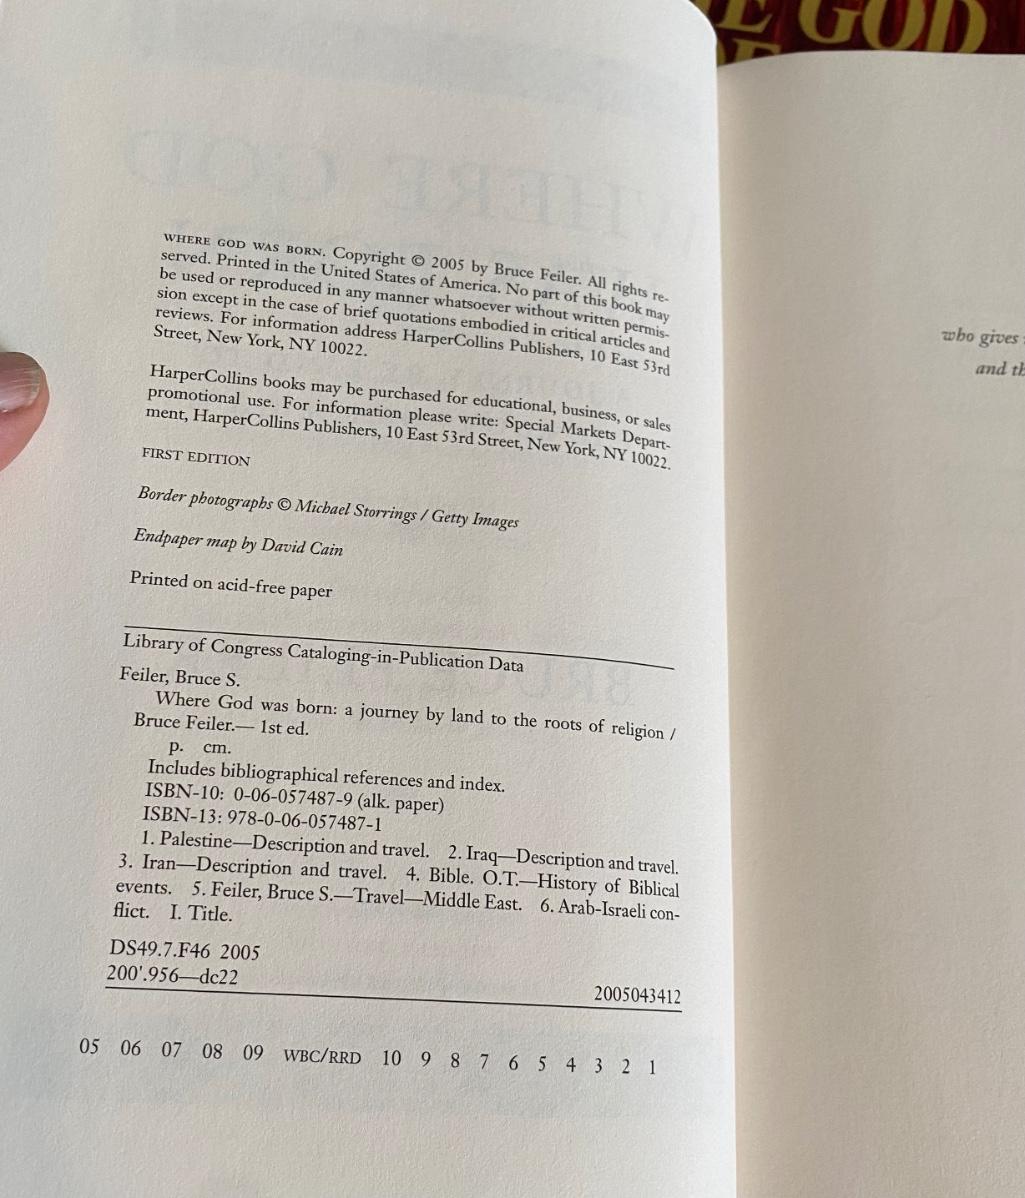 E GOD
WHERE GOD WAS BORN. Copyright © 2005 by Bruce Feiler. All rights re-
served. Printed in the United States of America. No part of this book may
be used or reproduced in any manner whatsoever without written permis-
sion except in the case of brief quotations embodied in critical articles and
reviews. For information address HarperCollins Publishers, 10 East 53rd
Street, New York, NY 10022.
HarperCollins books may be purchased for educational, business, or sales
promotional use. For information please write: Special Markets Depart-
ment, HarperCollins Publishers, 10 East 53rd Street, New York, NY 10022.
FIRST EDITION
Border photographs © Michael Storrings / Getty Images
Endpaper map by David Cain
Printed on acid-free paper
Library of Congress Cataloging-in-Publication Data
Feiler, Bruce S.
Where God was born: a journey by land to the roots of religion /
Bruce Feiler.— 1st ed.
p. cm.
Includes bibliographical references and index.
ISBN-10: 0-06-057487-9 (alk. paper)
ISBN-13: 978-0-06-057487-1
1. Palestine—Description and travel. 2. Iraq—Description and travel.
3. Iran—Description and travel. 4. Bible. O.T.—History of Biblical
events. 5. Feiler, Bruce S.—Travel—Middle East. 6. Arab-Israeli con-
flict. I. Title.
DS49.7.F46 2005
200'.956—dc22
2005043412
05 06 07 08 09 WBC/RRD 10 9 8 7 6 5 4 3 2 1
who gives
and th